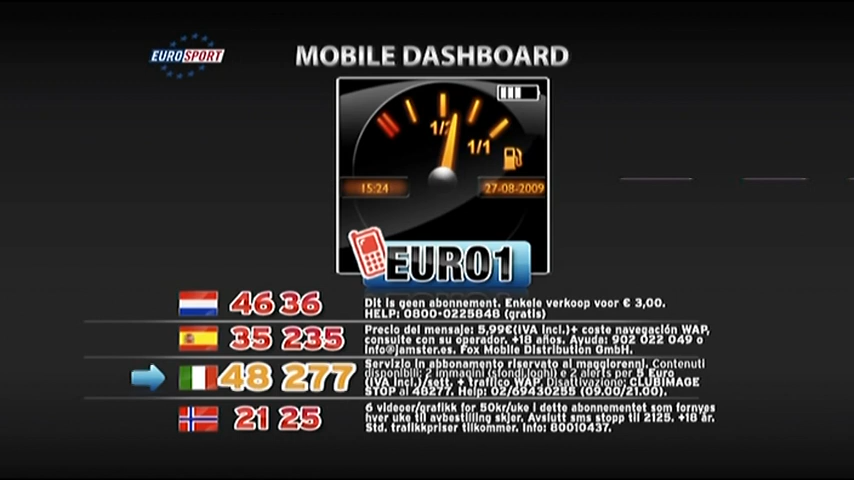 EUROSPORT
MOBILE DASHBOARD
1/2
1/1
15:24
27-08-2009
EURO1
46 36
Dit is geen abonnement. Enkele verkoop voor € 3,00.
HELP: 0800-0225848 (gratis)
35 235
Precio del mensaje: 5,99€(IVA Incl.)+ coste navegación WAP,
consulte con su operador. +18 años. Ayuda: 902 022 049 o
info@jamster.es. Fox Mobile Distribution GmbH.
48 277
Servizio in abbonamento riservato ai maggiorenni. Contenuti
disponibili: 2 immagini (sfondi,loghi) e 2 alerts per 5 Euro
(IVA incl.)/sett. + traffico WAP. Disattivazione: CLUBIMAGE
STOP al 48277. Help: 02/69430255 (09.00/21.00).
21 25
6 videoer/grafikk for 50kr/uke i dette abonnementet som fornyes
hver uke til avbestilling skjer. Avslutt sms stopp til 2125. +18 år.
Std. trafikkpriser tilkommer. Info: 80010437.